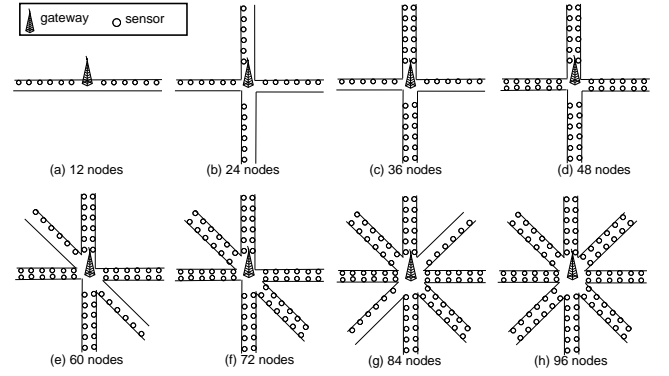 gateway sensor
(a) 12 nodes (b) 24 nodes (c) 36 nodes (d) 48 nodes
(e) 60 nodes (f) 72 nodes (g) 84 nodes (h) 96 nodes